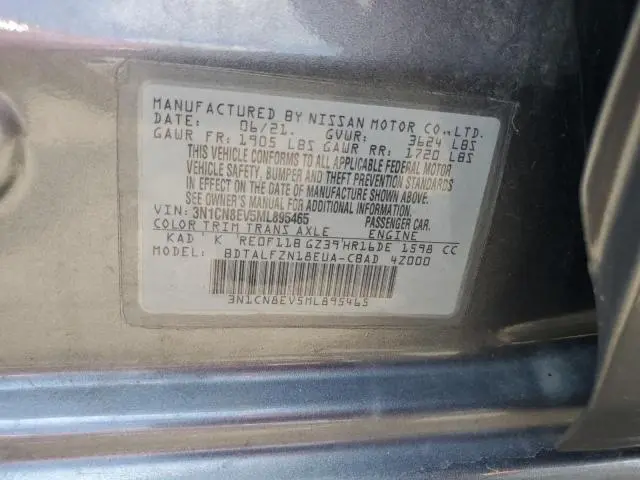 MANUFACTURED BY NISSAN MOTOR CO.,LTD.
DATE: 06/21. GVWR: 3624 LBS
GAWR FR: 1905 LBS GAWR RR: 1720 LBS
THIS VEHICLE CONFORMS TO ALL APPLICABLE FEDERAL MOTOR
VEHICLE SAFETY, BUMPER AND THEFT PREVENTION STANDARDS
IN EFFECT ON THE DATE OF MANUFACTURE SHOWN ABOVE.
SEE OWNER'S MANUAL FOR ADDITIONAL INFORMATION.
VIN: 3N1CN8EV5ML895465 PASSENGER CAR.
COLOR TRIM TRANS AXLE ENGINE
KAD K RE0F11B GZ39 HR16DE 1598 CC
MODEL: BDTALFZN18EUA-CBAD 4Z000
3N1CN8EV5ML895465